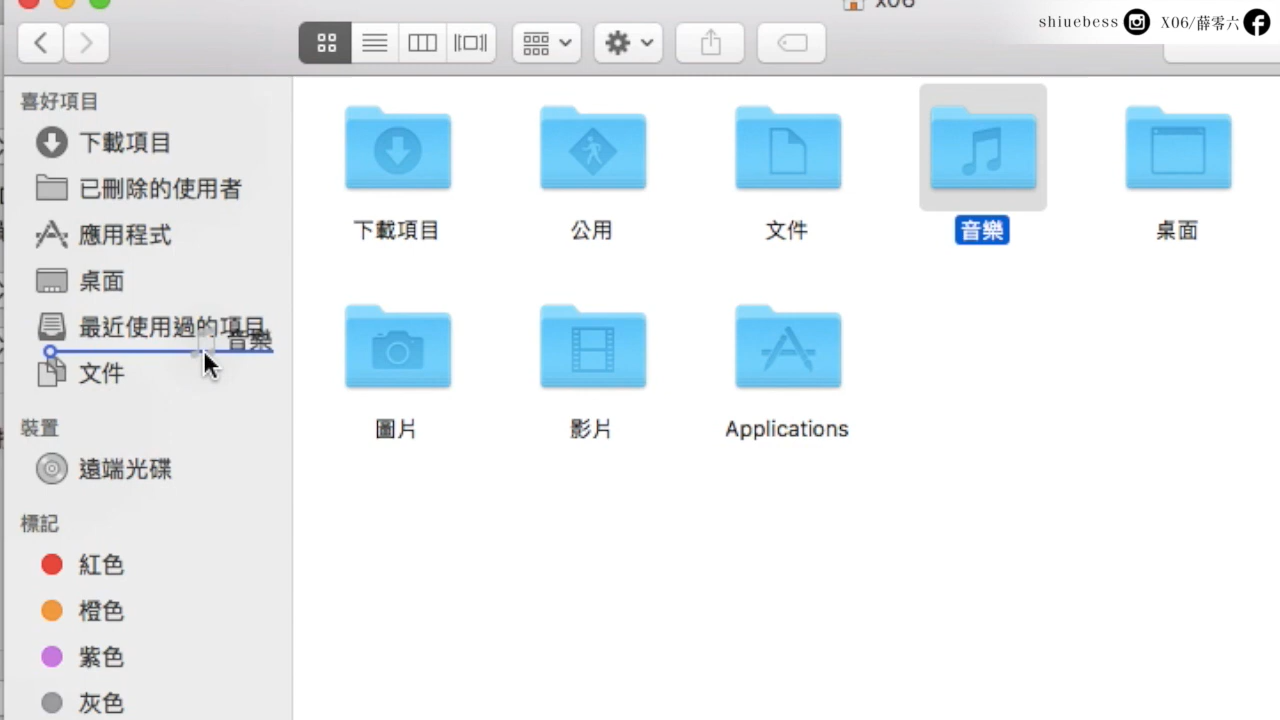 X06
shiuebess X06/薛零六
喜好項目
下載項目
已刪除的使用者
應用程式
桌面
最近使用過的項目
音樂
文件
裝置
遠端光碟
標記
紅色
橙色
紫色
灰色
下載項目
公用
文件
音樂
桌面
圖片
影片
Applications